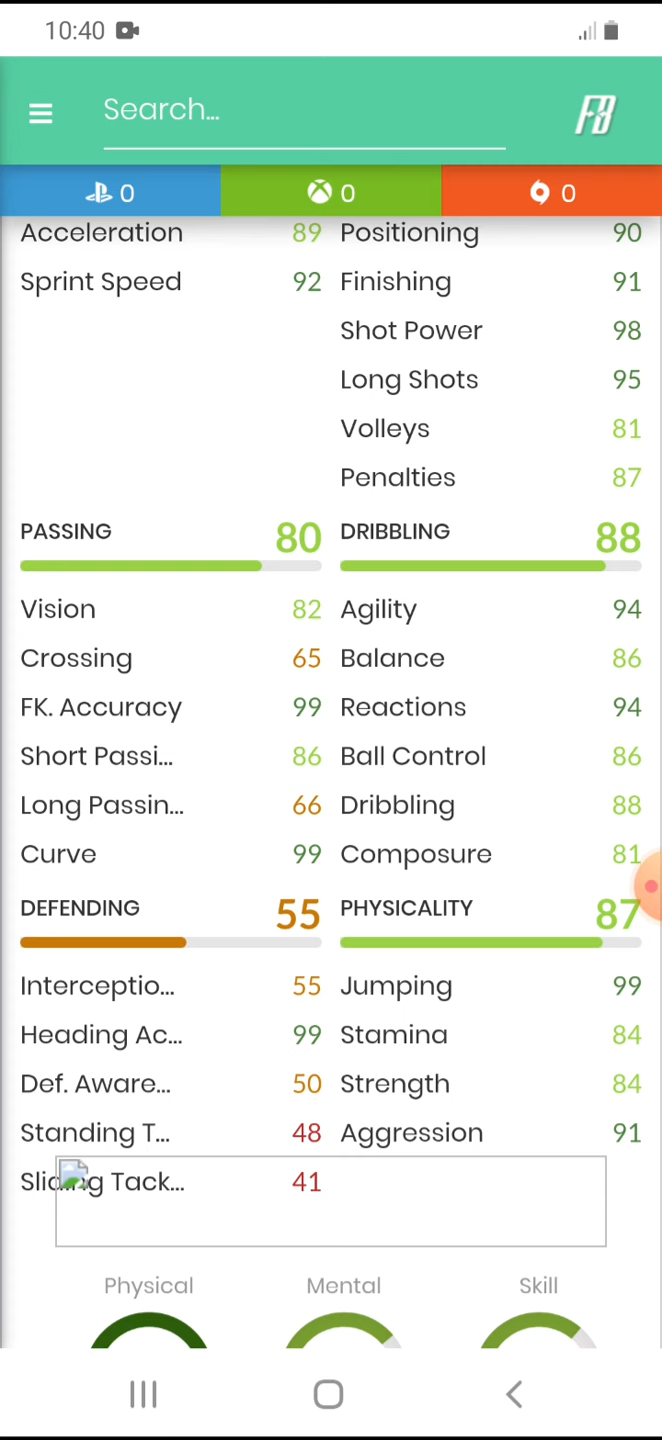 10:40
Search...
FB
0 0 0
Acceleration 89 Positioning 90
Sprint Speed 92 Finishing 91
Shot Power 98
Long Shots 95
Volleys 81
Penalties 87
PASSING 80 DRIBBLING 88
Vision 82 Agility 94
Crossing 65 Balance 86
FK. Accuracy 99 Reactions 94
Short Passi... 86 Ball Control 86
Long Passin... 66 Dribbling 88
Curve 99 Composure 81
DEFENDING 55 PHYSICALITY 87
Interceptio... 55 Jumping 99
Heading Ac... 99 Stamina 84
Def. Aware... 50 Strength 84
Standing T... 48 Aggression 91
Sliding Tack... 41
Physical Mental Skill